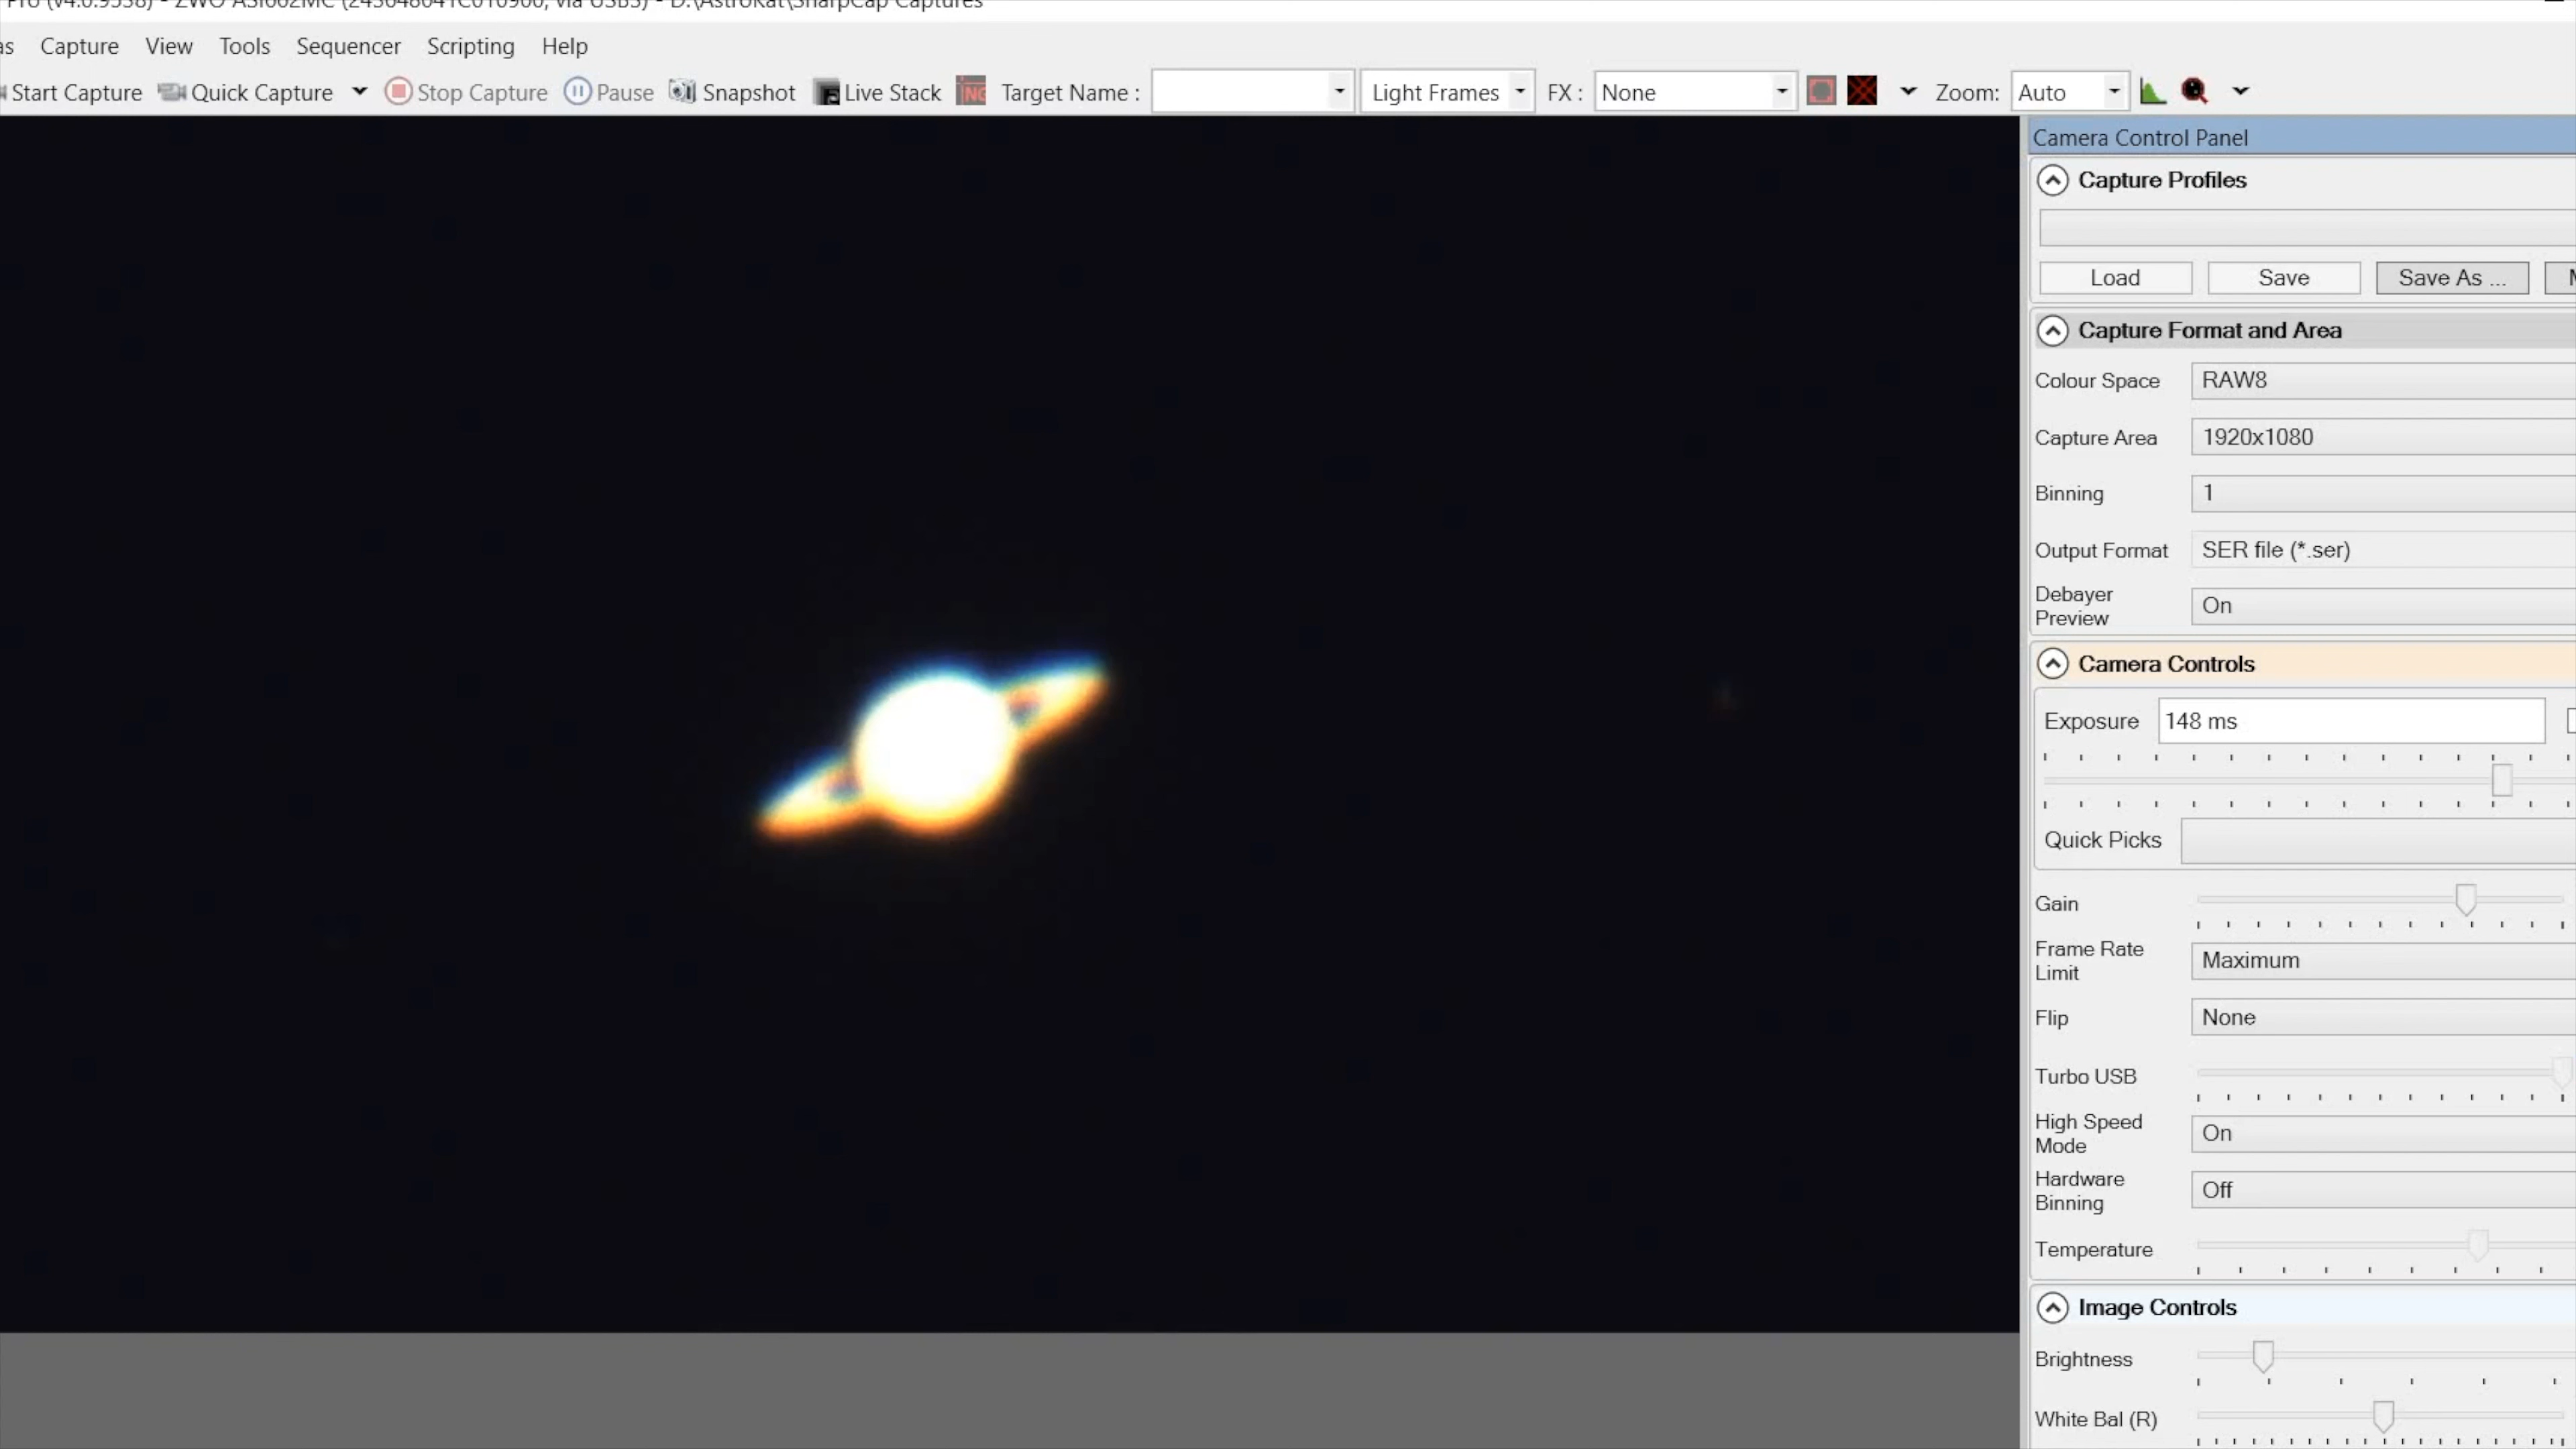 Capture View Tools Sequencer Scripting Help
Start Capture Quick Capture Stop Capture Pause Snapshot Live Stack Target Name : Light Frames FX : None Zoom: Auto
Camera Control Panel
Capture Profiles
Load Save Save As ...
Capture Format and Area
Colour Space RAW8
Capture Area 1920x1080
Binning 1
Output Format SER file (*.ser)
Debayer Preview On
Camera Controls
Exposure 148 ms
Quick Picks
Gain
Frame Rate Limit Maximum
Flip None
Turbo USB
High Speed Mode On
Hardware Binning Off
Temperature
Image Controls
Brightness
White Bal (R)